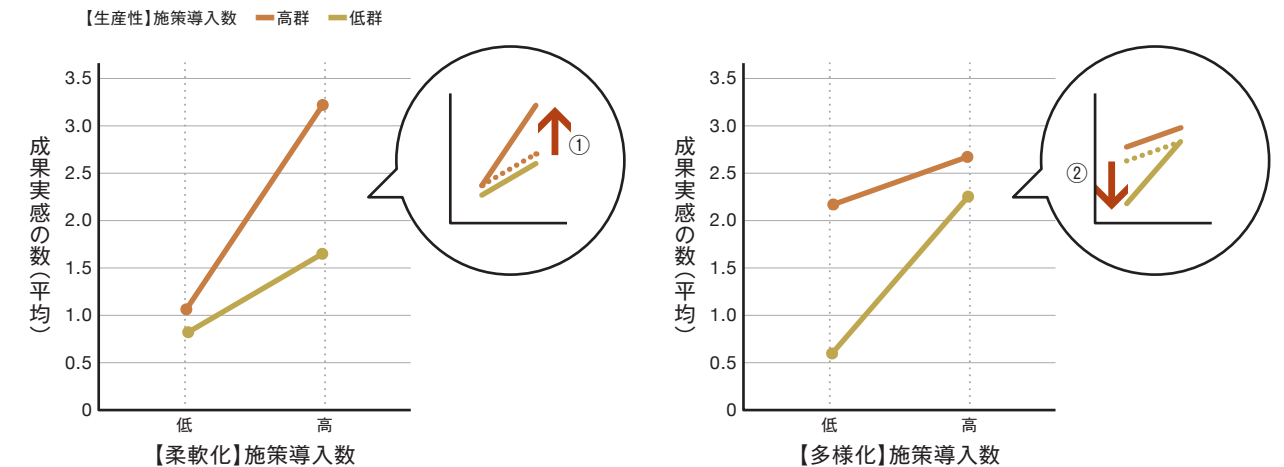 【生産性】施策導入数 高群 低群
成果実感の数（平均）
3.5
3.0
2.5
2.0
1.5
1.0
0.5
0
低 高
【柔軟化】施策導入数
①
成果実感の数（平均）
3.5
3.0
2.5
2.0
1.5
1.0
0.5
0
低 高
【多様化】施策導入数
②